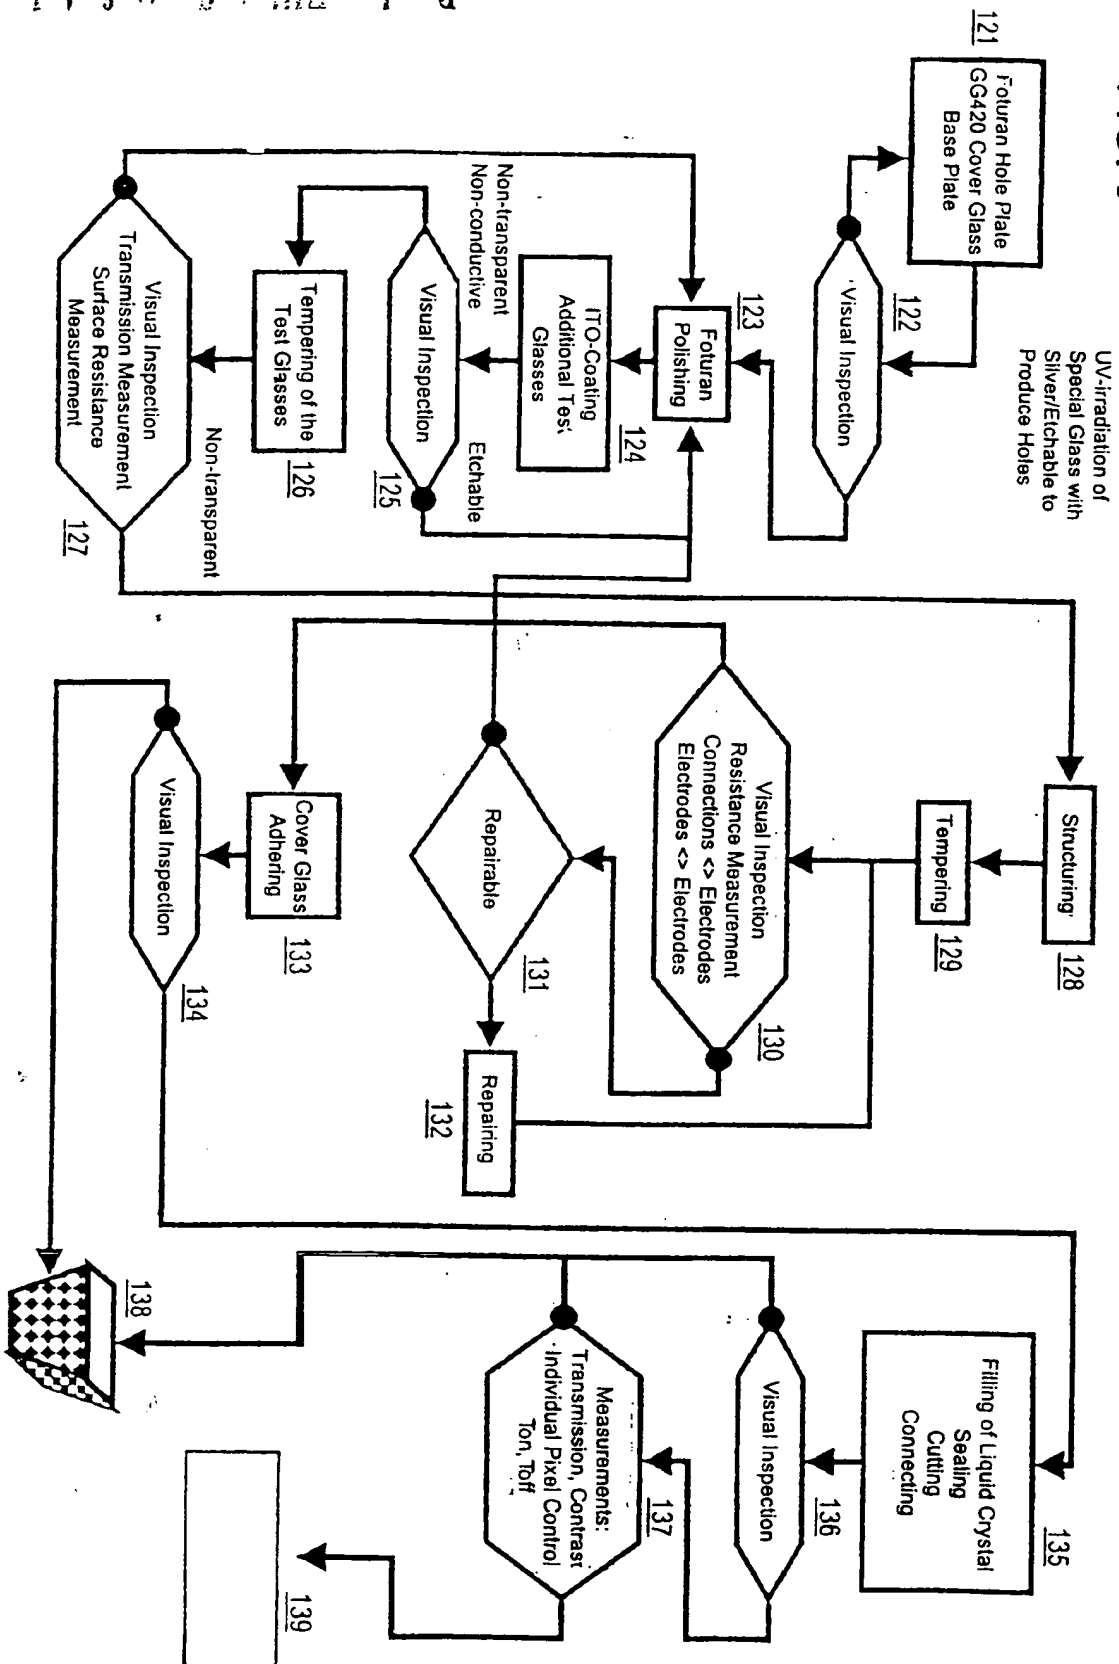 121
Foturan Hole Plate
GG420 Cover Glass
Base Plate
UV-irradiation of
Special Glass with
Silver/Etchable to
Produce Holes
122
Visual Inspection
123
Foturan
Polishing
ITO-Coating
Additional Test
Glasses
124
Non-transparent
Non-conductive
Etchable
Visual Inspection
125
Tempering of the
Test Glasses
126
Non-transparent
Visual Inspection
Transmission Measurement
Surface Resistance
Measurement
127
Structuring
128
Tempering
129
Visual Inspection
Resistance Measurement
Connections <> Electrodes
Electrodes <> Electrodes
130
Repairable
131
Repairing
132
Cover Glass
Adhering
133
Visual Inspection
134
Filling of Liquid Crystal
Sealing
Cutting
Connecting
135
Visual Inspection
136
Measurements:
Transmission, Contrast
Individual Pixel Control
Ton, Toff
137
138
139